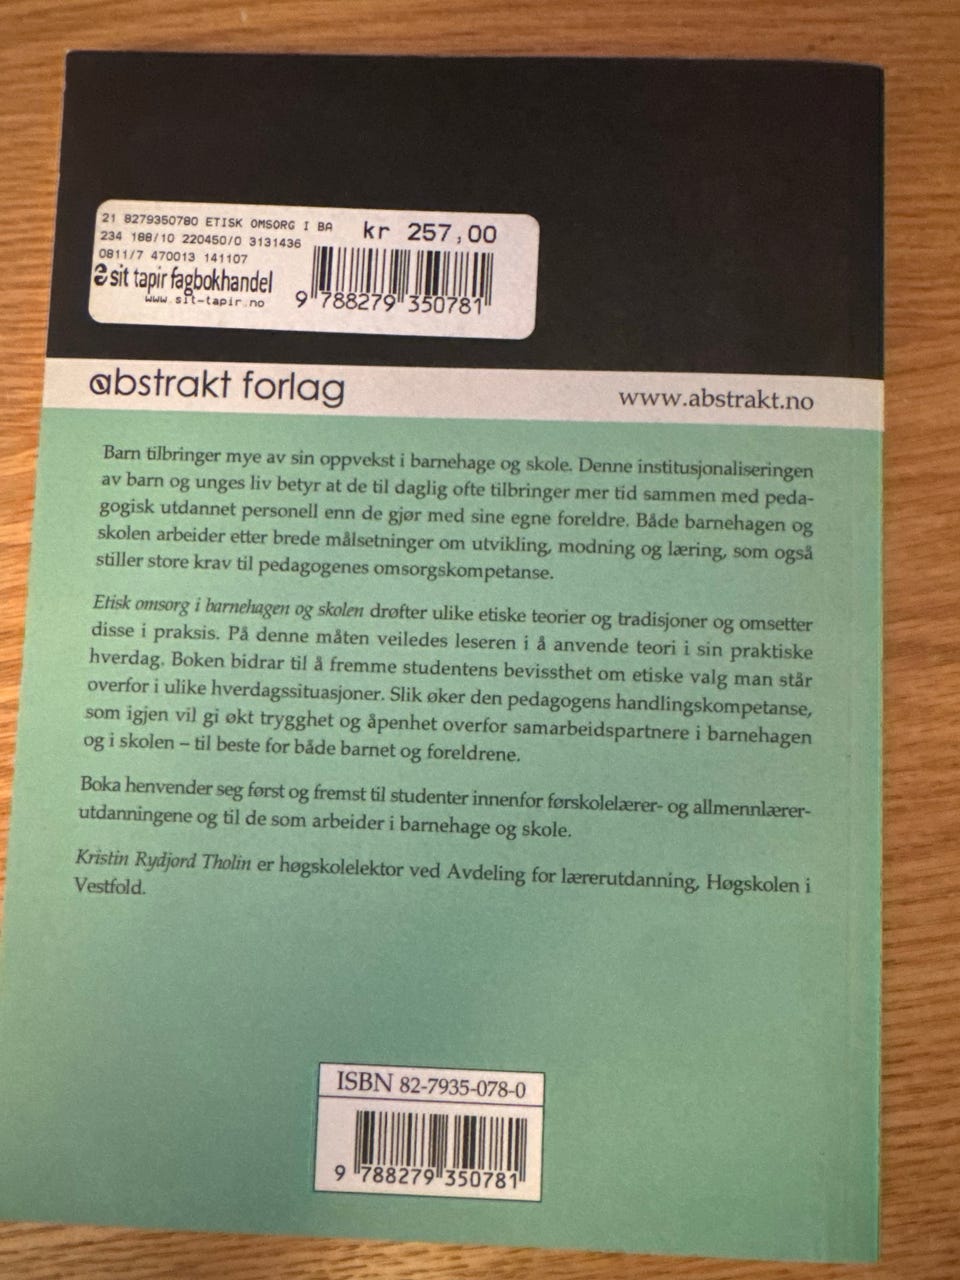 21 8279350780 ETISK OMSORG I BA
kr 257,00
234 188/10 220450/0 3131436
0811/7 470013 141107
sit tapir fagbokhandel
www.sit-tapir.no
9 788279 350781
abstrakt forlag
www.abstrakt.no
Barn tilbringer mye av sin oppvekst i barnehage og skole. Denne institusjonaliseringen
av barn og unges liv betyr at de til daglig ofte tilbringer mer tid sammen med peda-
gogisk utdannet personell enn de gjør med sine egne foreldre. Både barnehagen og
skolen arbeider etter brede målsetninger om utvikling, modning og læring, som også
stiller store krav til pedagogenes omsorgskompetanse.
Etisk omsorg i barnehagen og skolen drøfter ulike etiske teorier og tradisjoner og omsetter
disse i praksis. På denne måten veiledes leseren i å anvende teori i sin praktiske
hverdag. Boken bidrar til å fremme studentens bevissthet om etiske valg man står
overfor i ulike hverdagssituasjoner. Slik øker den pedagogens handlingskompetanse,
som igjen vil gi økt trygghet og åpenhet overfor samarbeidspartnere i barnehagen
og i skolen – til beste for både barnet og foreldrene.
Boka henvender seg først og fremst til studenter innenfor førskolelærer- og allmennlærer-
utdanningene og til de som arbeider i barnehage og skole.
Kristin Rydjord Tholin er høgskolelektor ved Avdeling for lærerutdanning, Høgskolen i
Vestfold.
ISBN 82-7935-078-0
9 788279 350781